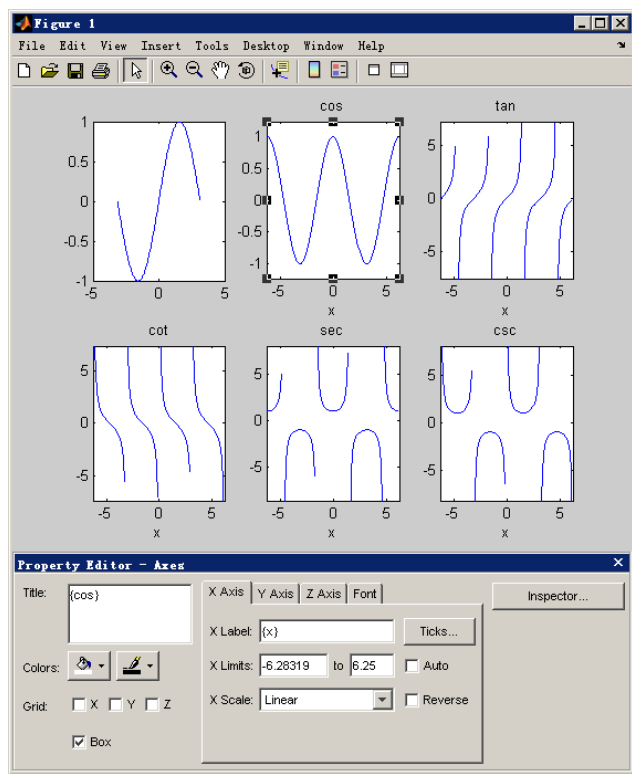 Figure 1
File Edit View Insert Tools Desktop Window Help
cos
tan
1
0.5
0
-0.5
-1
-5 0 5
1
0.5
0
-0.5
-1
-5 0 5
x
5
0
-5
-5 0 5
x
cot
sec
csc
5
0
-5
-5 0 5
x
5
0
-5
-5 0 5
x
5
0
-5
-5 0 5
x
Property Editor - Axes
Title: {cos}
Colors:
Grid: X Y Z
Box
X Axis Y Axis Z Axis Font
X Label: {x} Ticks...
X Limits: -6.28319 to 6.25 Auto
X Scale: Linear Reverse
Inspector...